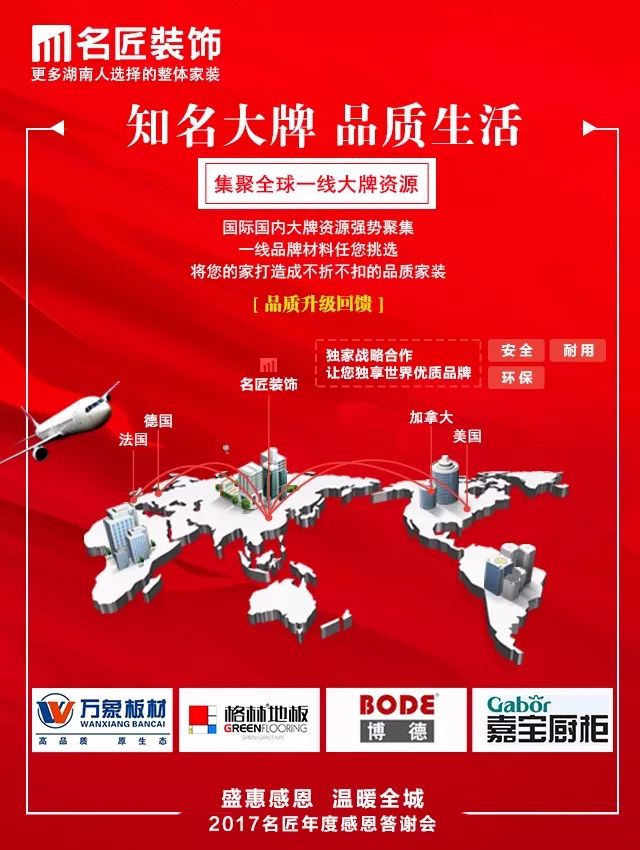 名匠装饰
更多湖南人选择的整体家装
知名大牌 品质生活
集聚全球一线大牌资源
国际国内大牌资源强势聚集
一线品牌材料任您挑选
将您的家打造成不折不扣的品质家装
[ 品质升级回馈 ]
独家战略合作
让您独享世界优质品牌
安全
耐用
环保
名匠装饰
德国
法国
加拿大
美国
万象板材
WANXIANG BANCAI
高品质 原生态
格林地板
GREENFLOORING
BODE
博德
Gabor
嘉宝厨柜
盛惠感恩 温暖全城
2017名匠年度感恩答谢会